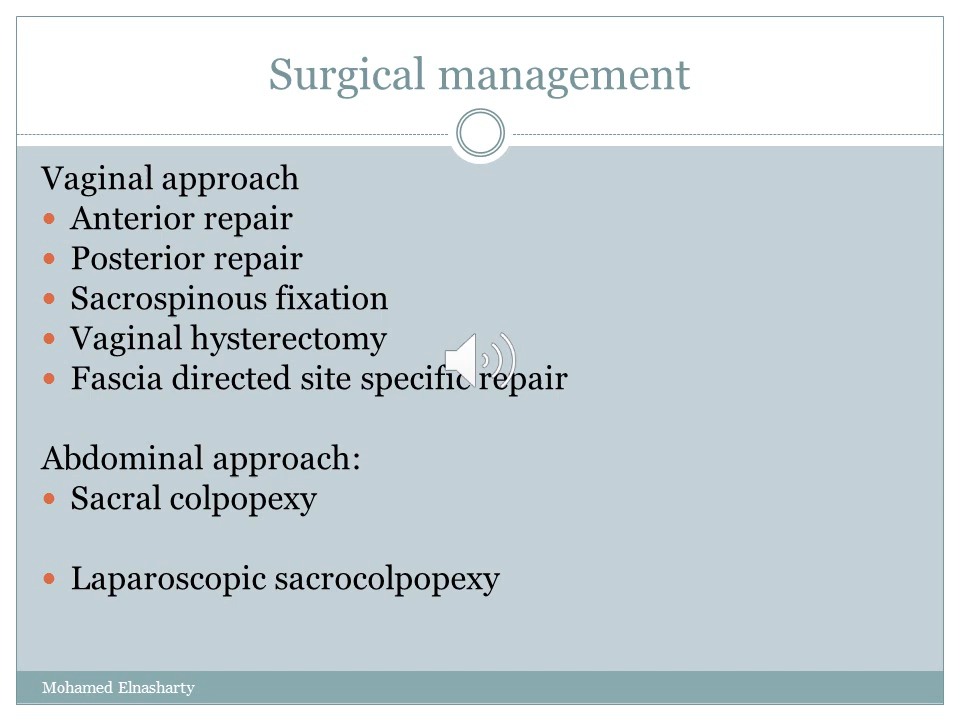 Surgical management
Vaginal approach
• Anterior repair
• Posterior repair
• Sacrospinous fixation
• Vaginal hysterectomy
• Fascia directed site specific repair
Abdominal approach:
• Sacral colpopexy
• Laparoscopic sacrocolpopexy
Mohamed Elnasharty